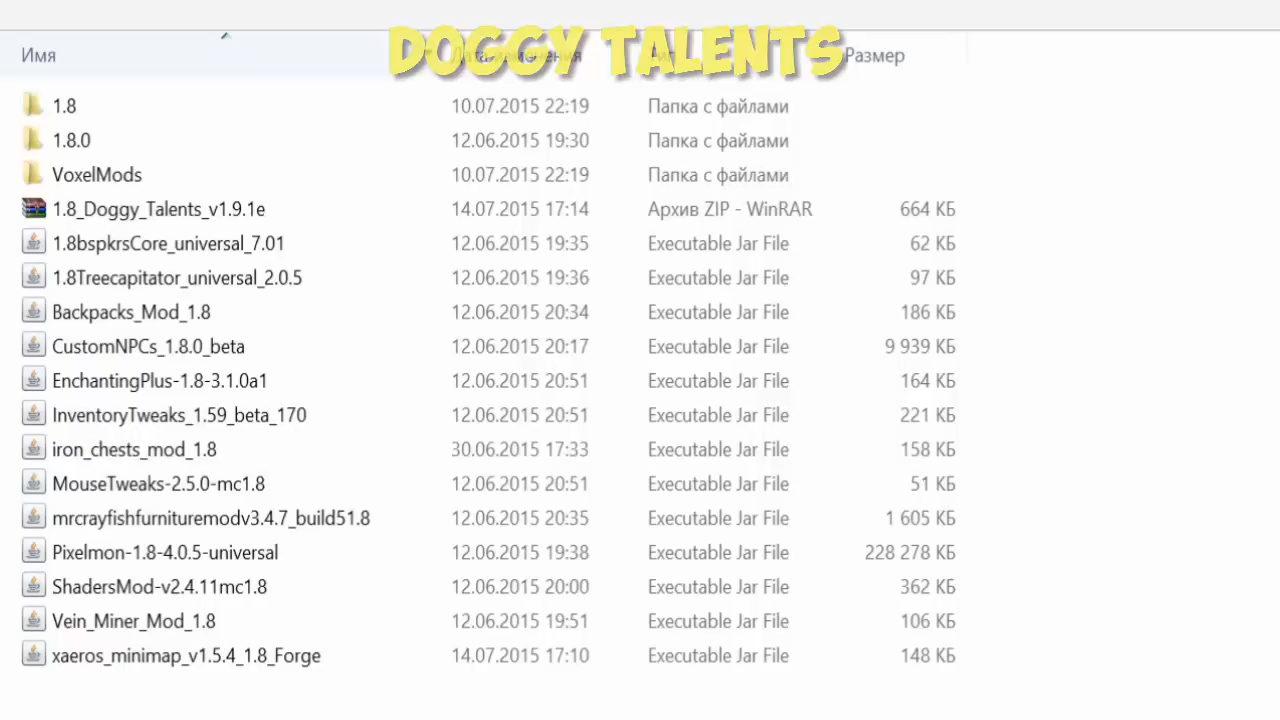 DOGGY TALENTS
Имя Дата изменения Тип Размер
1.8 10.07.2015 22:19 Папка с файлами
1.8.0 12.06.2015 19:30 Папка с файлами
VoxelMods 10.07.2015 22:19 Папка с файлами
1.8_Doggy_Talents_v1.9.1e 14.07.2015 17:14 Архив ZIP - WinRAR 664 КБ
1.8bspkrsCore_universal_7.01 12.06.2015 19:35 Executable Jar File 62 КБ
1.8Treecapitator_universal_2.0.5 12.06.2015 19:36 Executable Jar File 97 КБ
Backpacks_Mod_1.8 12.06.2015 20:34 Executable Jar File 186 КБ
CustomNPCs_1.8.0_beta 12.06.2015 20:17 Executable Jar File 9 939 КБ
EnchantingPlus-1.8-3.1.0a1 12.06.2015 20:51 Executable Jar File 164 КБ
InventoryTweaks_1.59_beta_170 12.06.2015 20:51 Executable Jar File 221 КБ
iron_chests_mod_1.8 30.06.2015 17:33 Executable Jar File 158 КБ
MouseTweaks-2.5.0-mc1.8 12.06.2015 20:51 Executable Jar File 51 КБ
mrcrayfishfurnituremodv3.4.7_build51.8 12.06.2015 20:35 Executable Jar File 1 605 КБ
Pixelmon-1.8-4.0.5-universal 12.06.2015 19:38 Executable Jar File 228 278 КБ
ShadersMod-v2.4.11mc1.8 12.06.2015 20:00 Executable Jar File 362 КБ
Vein_Miner_Mod_1.8 12.06.2015 19:51 Executable Jar File 106 КБ
xaeros_minimap_v1.5.4_1.8_Forge 14.07.2015 17:10 Executable Jar File 148 КБ